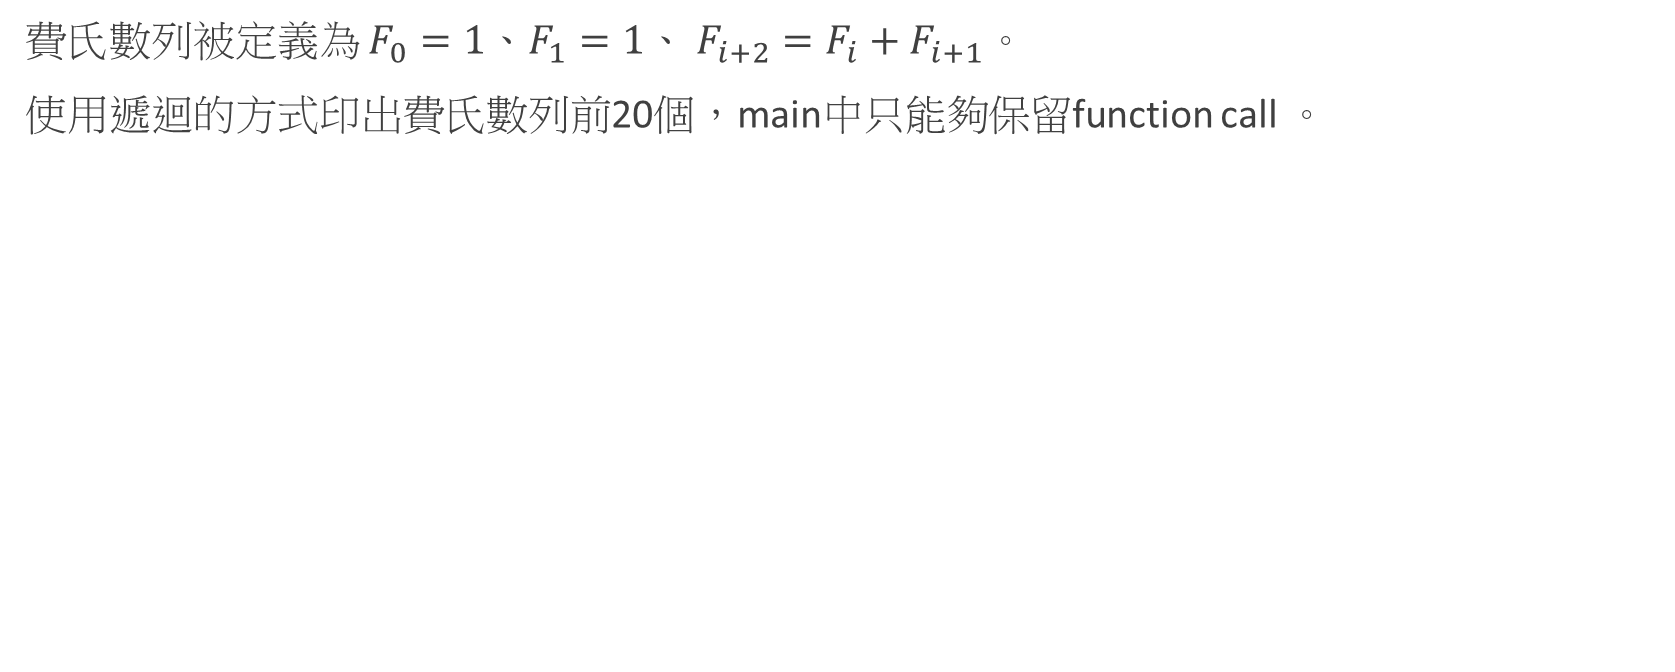 費氏數列被定義為 F₀ = 1、F₁ = 1、 Fᵢ₊₂ = Fᵢ + Fᵢ₊₁。
使用遞迴的方式印出費氏數列前20個，main中只能夠保留function call 。